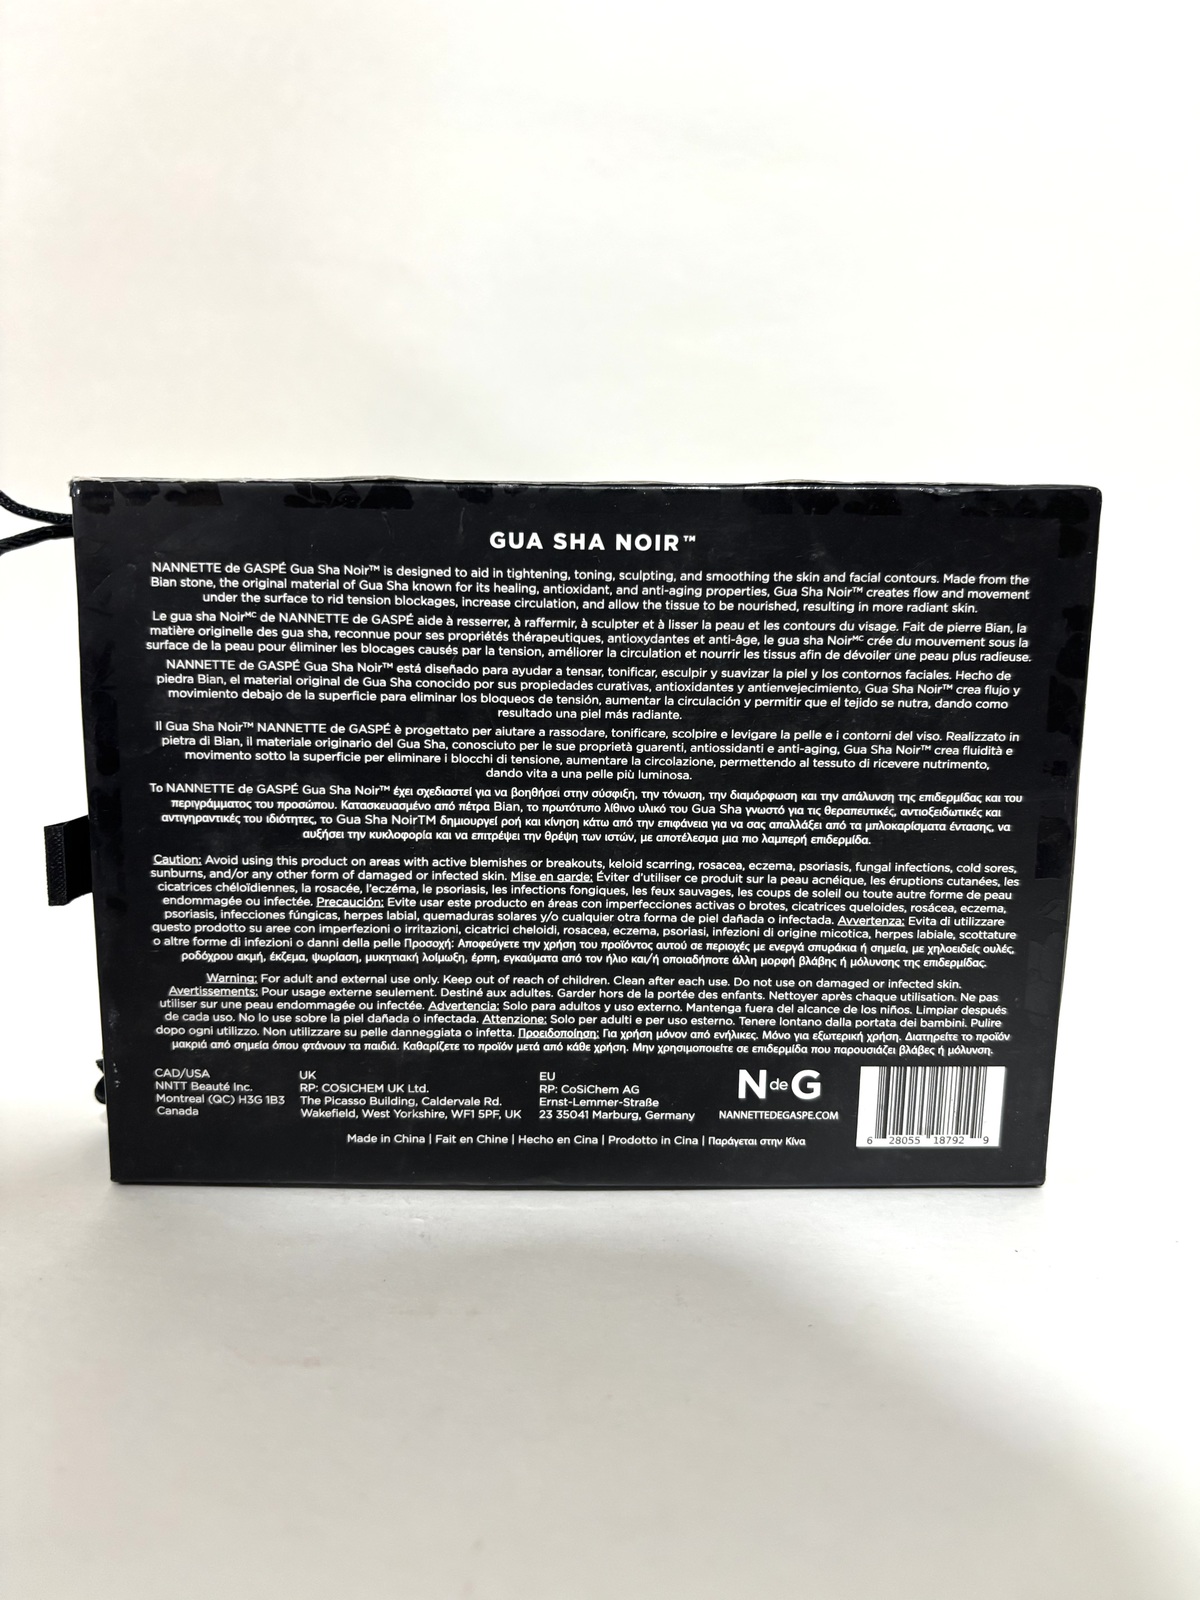 GUA SHA NOIR™
NANNETTE de GASPÉ Gua Sha Noir™ is designed to aid in tightening, toning, sculpting, and smoothing the skin and facial contours. Made from the
Bian stone, the original material of Gua Sha known for its healing, antioxidant, and anti-aging properties, Gua Sha Noir™ creates flow and movement
under the surface to rid tension blockages, increase circulation, and allow the tissue to be nourished, resulting in more radiant skin.
Le gua sha Noirᴹᶜ de NANNETTE de GASPÉ aide à resserrer, à raffermir, à sculpter et à lisser la peau et les contours du visage. Fait de pierre Bian, la
matière originelle des gua sha, reconnue pour ses propriétés thérapeutiques, antioxydantes et anti-âge, le gua sha Noirᴹᶜ crée du mouvement sous la
surface de la peau pour éliminer les blocages causés par la tension, améliorer la circulation et nourrir les tissus afin de dévoiler une peau plus radieuse.
NANNETTE de GASPÉ Gua Sha Noir™ está diseñado para ayudar a tensar, tonificar, esculpir y suavizar la piel y los contornos faciales. Hecho de
piedra Bian, el material original de Gua Sha conocido por sus propiedades curativas, antioxidantes y antienvejecimiento, Gua Sha Noir™ crea flujo y
movimiento debajo de la superficie para eliminar los bloqueos de tensión, aumentar la circulación y permitir que el tejido se nutra, dando como
resultado una piel más radiante.
Il Gua Sha Noir™ NANNETTE de GASPÉ è progettato per aiutare a rassodare, tonificare, scolpire e levigare la pelle e i contorni del viso. Realizzato in
pietra di Bian, il materiale originario del Gua Sha, conosciuto per le sue proprietà guarenti, antiossidanti e anti-aging, Gua Sha Noir™ crea fluidità e
movimento sotto la superficie per eliminare i blocchi di tensione, aumentare la circolazione, permettendo al tessuto di ricevere nutrimento,
dando vita a una pelle più luminosa.
Το NANNETTE de GASPÉ Gua Sha Noir™ έχει σχεδιαστεί για να βοηθήσει στην σύσφιξη, την τόνωση, την διαμόρφωση και την απάλυνση της επιδερμίδας και του
περιγράμματος του προσώπου. Κατασκευασμένο από πέτρα Bian, το πρωτότυπο λίθινο υλικό του Gua Sha γνωστό για τις θεραπευτικές, αντιοξειδωτικές και
αντιγηραντικές του ιδιότητες, το Gua Sha NoirTM δημιουργεί ροή και κίνηση κάτω από την επιφάνεια για να σας απαλλάξει από τα μπλοκαρίσματα έντασης, να
αυξήσει την κυκλοφορία και να επιτρέψει την θρέψη των ιστών, με αποτέλεσμα μια πιο λαμπερή επιδερμίδα.
Caution: Avoid using this product on areas with active blemishes or breakouts, keloid scarring, rosacea, eczema, psoriasis, fungal infections, cold sores,
sunburns, and/or any other form of damaged or infected skin. Mise en garde: Éviter d'utiliser ce produit sur la peau acnéique, les éruptions cutanées, les
cicatrices chéloïdiennes, la rosacée, l'eczéma, le psoriasis, les infections fongiques, les feux sauvages, les coups de soleil ou toute autre forme de peau
endommagée ou infectée. Precaución: Evite usar este producto en áreas con imperfecciones activas o brotes, cicatrices queloides, rosácea, eczema,
psoriasis, infecciones fúngicas, herpes labial, quemaduras solares y/o cualquier otra forma de piel dañada o infectada. Avvertenza: Evita di utilizzare
questo prodotto su aree con imperfezioni o irritazioni, cicatrici cheloidi, rosacea, eczema, psoriasi, infezioni di origine micotica, herpes labiale, scottature
o altre forme di infezioni o danni della pelle Προσοχή: Αποφεύγετε την χρήση του προϊόντος αυτού σε περιοχές με ενεργά σπυράκια ή σημεία, με χηλοειδείς ουλές,
ροδόχρου ακμή, έκζεμα, ψωρίαση, μυκητιακή λοίμωξη, έρπη, εγκαύματα από τον ήλιο και/ή οποιαδήποτε άλλη μορφή βλάβης ή μόλυνσης της επιδερμίδας.
Warning: For adult and external use only. Keep out of reach of children. Clean after each use. Do not use on damaged or infected skin.
Avertissements: Pour usage externe seulement. Destiné aux adultes. Garder hors de la portée des enfants. Nettoyer après chaque utilisation. Ne pas
utiliser sur une peau endommagée ou infectée. Advertencia: Solo para adultos y uso externo. Mantenga fuera del alcance de los niños. Limpiar después
de cada uso. No lo use sobre la piel dañada o infectada. Attenzione: Solo per adulti e per uso esterno. Tenere lontano dalla portata dei bambini. Pulire
dopo ogni utilizzo. Non utilizzare su pelle danneggiata o infetta. Προειδοποίηση: Για χρήση μόνον από ενήλικες. Μόνο για εξωτερική χρήση. Διατηρείτε το προϊόν
μακριά από σημεία όπου φτάνουν τα παιδιά. Καθαρίζετε το προϊόν μετά από κάθε χρήση. Μην χρησιμοποιείτε σε επιδερμίδα που παρουσιάζει βλάβες ή μόλυνση.
CAD/USA
NNTT Beauté Inc.
Montreal (QC) H3G 1B3
Canada
UK
RP: COSICHEM UK Ltd.
The Picasso Building, Caldervale Rd.
Wakefield, West Yorkshire, WF1 5PF, UK
EU
RP: CoSiChem AG
Ernst-Lemmer-Straße
23 35041 Marburg, Germany
N de G
NANNETTEDEGASPE.COM
6 28055 18792 9
Made in China | Fait en Chine | Hecho en Cina | Prodotto in Cina | Παράγεται στην Κίνα